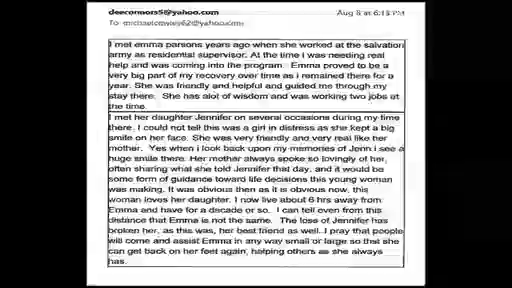 deeconnors5@yahoo.com Aug 8 at 6:15 PM
To
I met emma parsons years ago when she worked at the salvation
army as residential supervisor. At the time i was needing real
help and was coming into the program. Emma proved to be a
very big part of my recovery over time as i remained there for a
year. She was friendly and helpful and guided me through my
stay there. She has alot of wisdom and was working two jobs at
the time.
I met her daughter Jennifer on several occasions during my time
there. I could not tell this was a girl in distress as she kept a big
smile on her face. She was very friendly and very real like her
mother. Yes when i look back upon my memories of Jenn i see a
huge smile there. Her mother always spoke so lovingly of her,
often sharing what she told Jennifer that day, and it would be
some form of guidance toward life decisions this young woman
was making. It was obvious then as it is obvious now, this
woman loves her daughter. I now live about 6 hrs away from
Emma and have for a decade or so. I can tell even from this
distance that Emma is not the same. The loss of Jennifer has
broken her, as this was, her best friend as well. I pray that people
will come and assist Emma in any way small or large so that she
can get back on her feet again, helping others as she always
has.